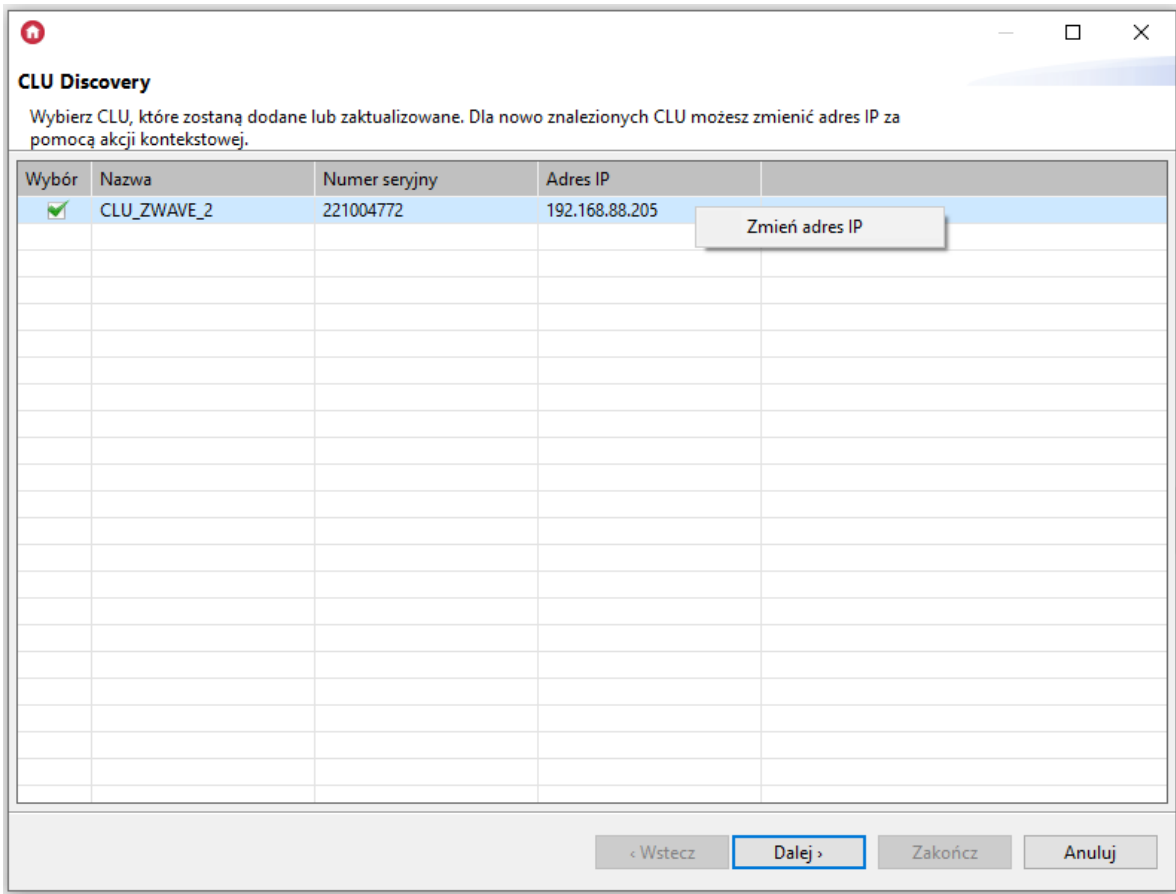 CLU Discovery
Wybierz CLU, które zostaną dodane lub zaktualizowane. Dla nowo znalezionych CLU możesz zmienić adres IP za
pomocą akcji kontekstowej.
Wybór Nazwa Numer seryjny Adres IP
CLU_ZWAVE_2 221004772 192.168.88.205
Zmień adres IP
‹ Wstecz Dalej › Zakończ Anuluj